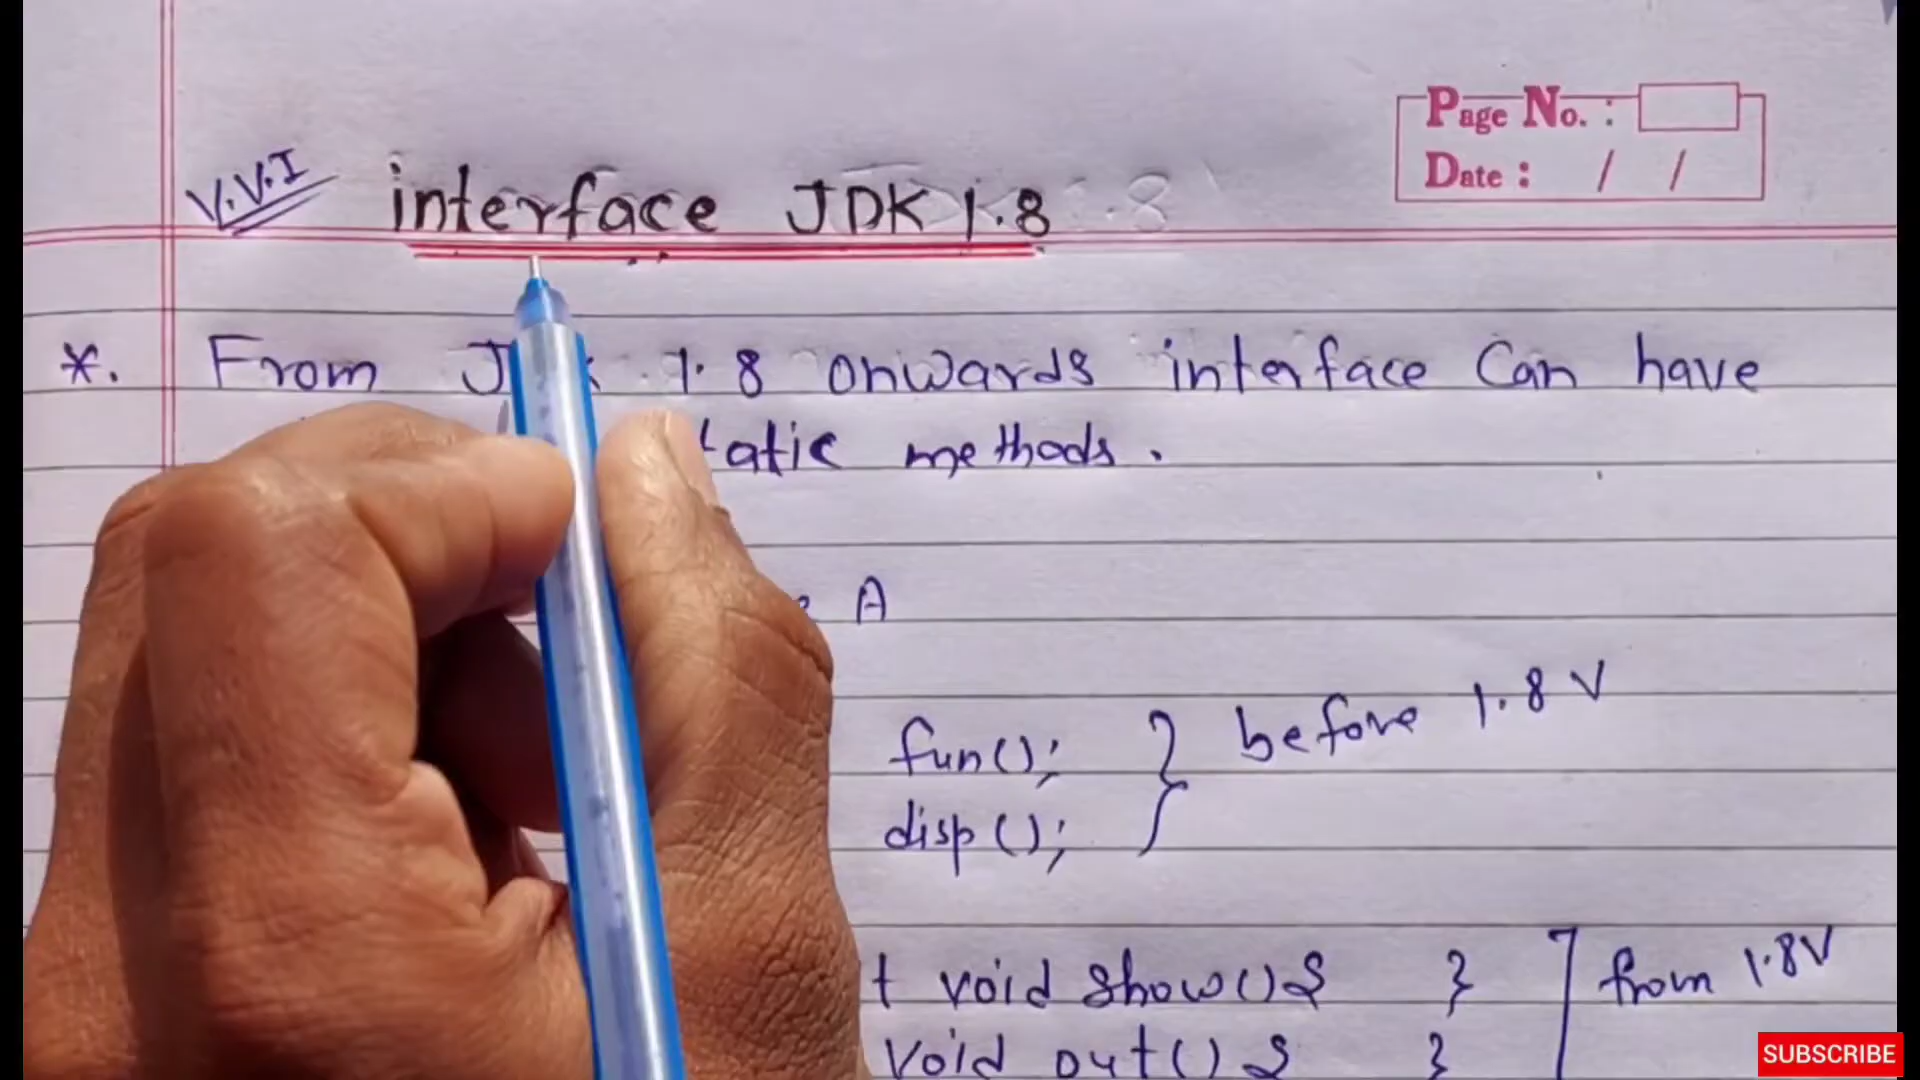 Page No. :
Date : / /
V.V.I
interface JDK 1.8
*. From 1.8 onwards interface Can have
methods.
A
fun();
disp();
} before 1.8 V
void show(){ }
from 1.8V
void out(){ }
SUBSCRIBE